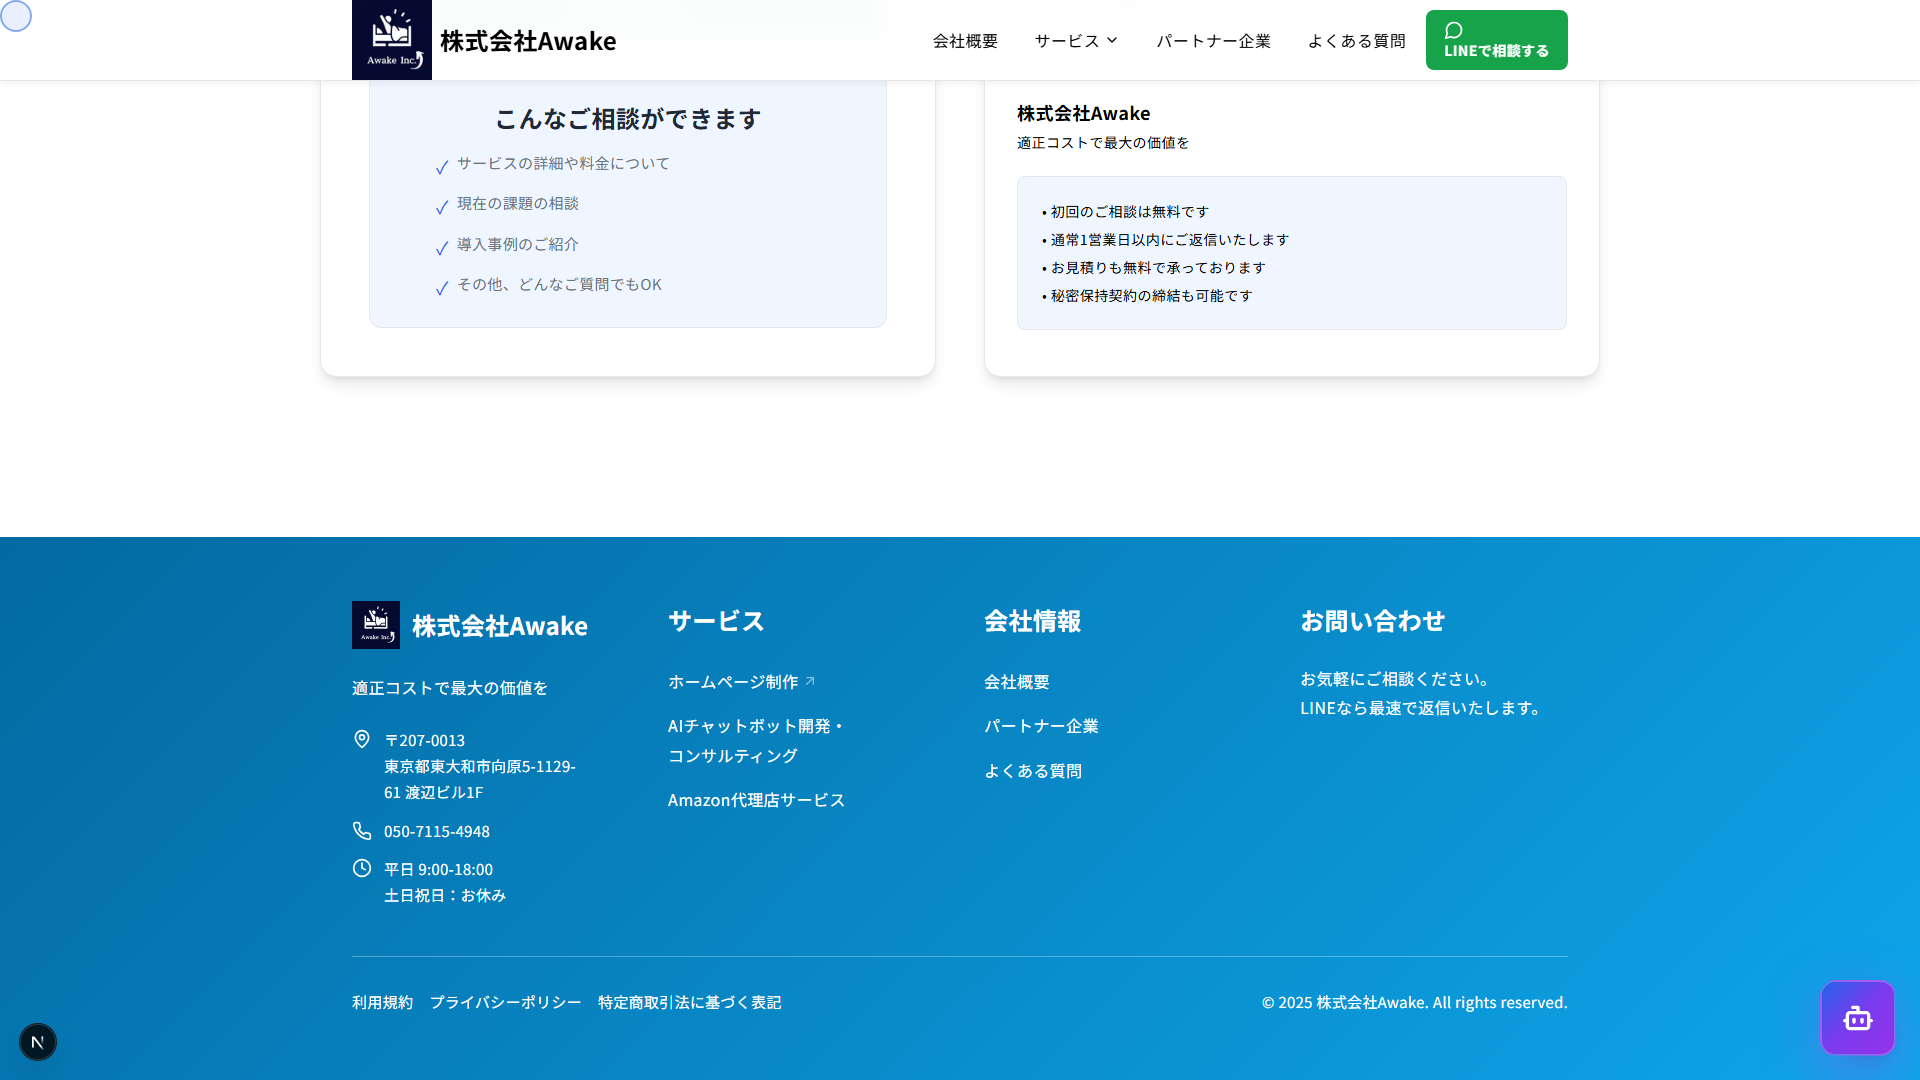 Awake Inc.
株式会社Awake
会社概要
サービス
パートナー企業
よくある質問
LINEで相談する
こんなご相談ができます
サービスの詳細や料金について
現在の課題の相談
導入事例のご紹介
その他、どんなご質問でもOK
株式会社Awake
適正コストで最大の価値を
• 初回のご相談は無料です
• 通常1営業日以内にご返信いたします
• お見積りも無料で承っております
• 秘密保持契約の締結も可能です
Awake Inc.
株式会社Awake
適正コストで最大の価値を
〒207-0013
東京都東大和市向原5-1129-
61 渡辺ビル1F
050-7115-4948
平日 9:00-18:00
土日祝日：お休み
サービス
ホームページ制作
AIチャットボット開発・
コンサルティング
Amazon代理店サービス
会社情報
会社概要
パートナー企業
よくある質問
お問い合わせ
お気軽にご相談ください。
LINEなら最速で返信いたします。
利用規約 プライバシーポリシー 特定商取引法に基づく表記
© 2025 株式会社Awake. All rights reserved.
N